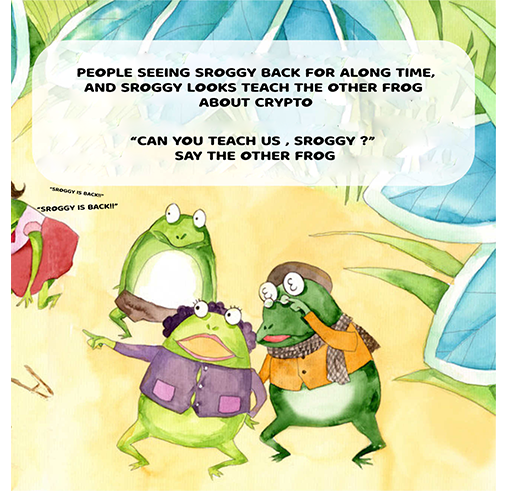 PEOPLE SEEING SROGGY BACK FOR ALONG TIME,
AND SROGGY LOOKS TEACH THE OTHER FROG
ABOUT CRYPTO
“CAN YOU TEACH US , SROGGY ?”
SAY THE OTHER FROG
"SROGGY IS BACK!!"
"SROGGY IS BACK!!"